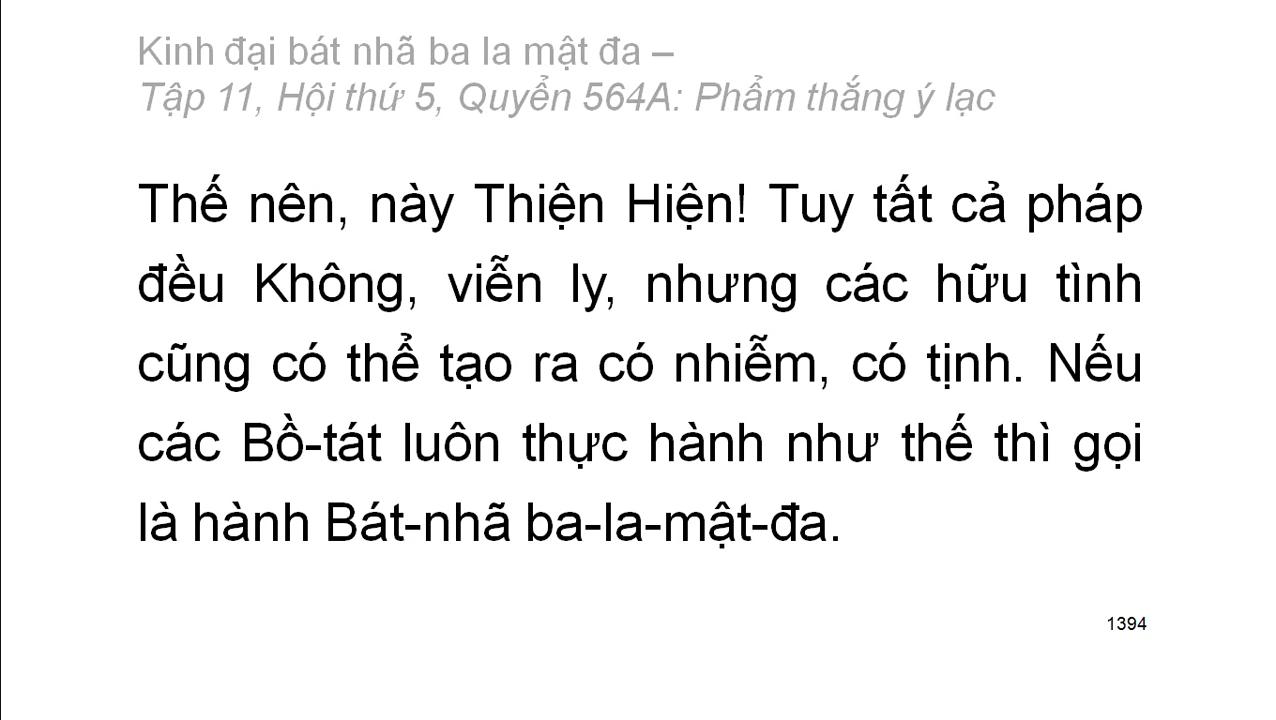 Kinh đại bát nhã ba la mật đa –
Tập 11, Hội thứ 5, Quyển 564A: Phẩm thắng ý lạc
Thế nên, này Thiện Hiện! Tuy tất cả pháp
đều Không, viễn ly, nhưng các hữu tình
cũng có thể tạo ra có nhiễm, có tịnh. Nếu
các Bồ-tát luôn thực hành như thế thì gọi
là hành Bát-nhã ba-la-mật-đa.
1394